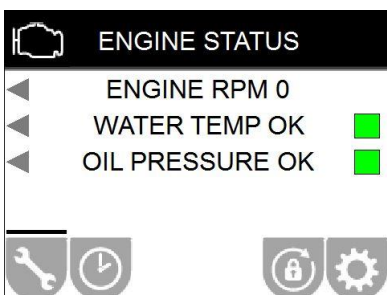 ENGINE STATUS
ENGINE RPM 0
WATER TEMP OK
OIL PRESSURE OK